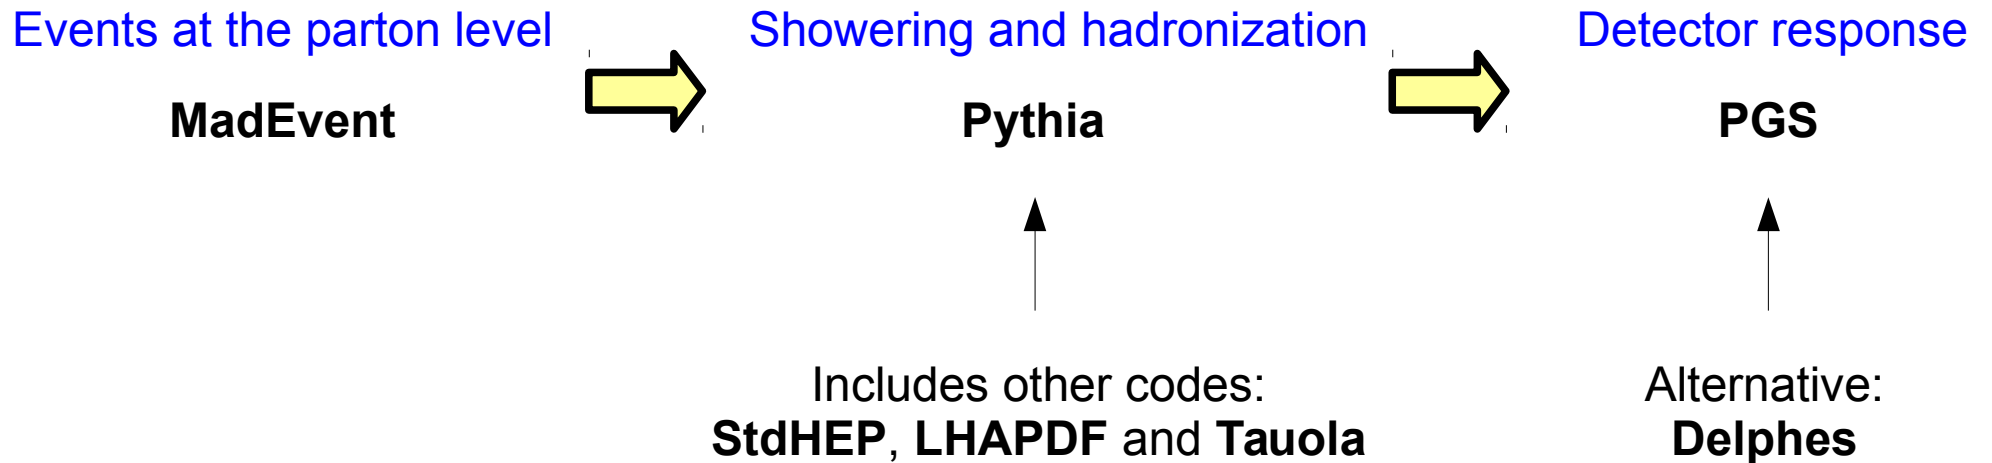 Events at the parton level
MadEvent
Showering and hadronization
Pythia
Includes other codes:
StdHEP, LHAPDF and Tauola
Detector response
PGS
Alternative:
Delphes